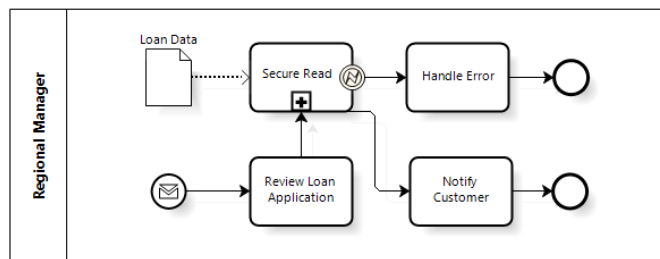 Loan Data
Secure Read
Handle Error
Regional Manager
Review Loan
Application
Notify
Customer